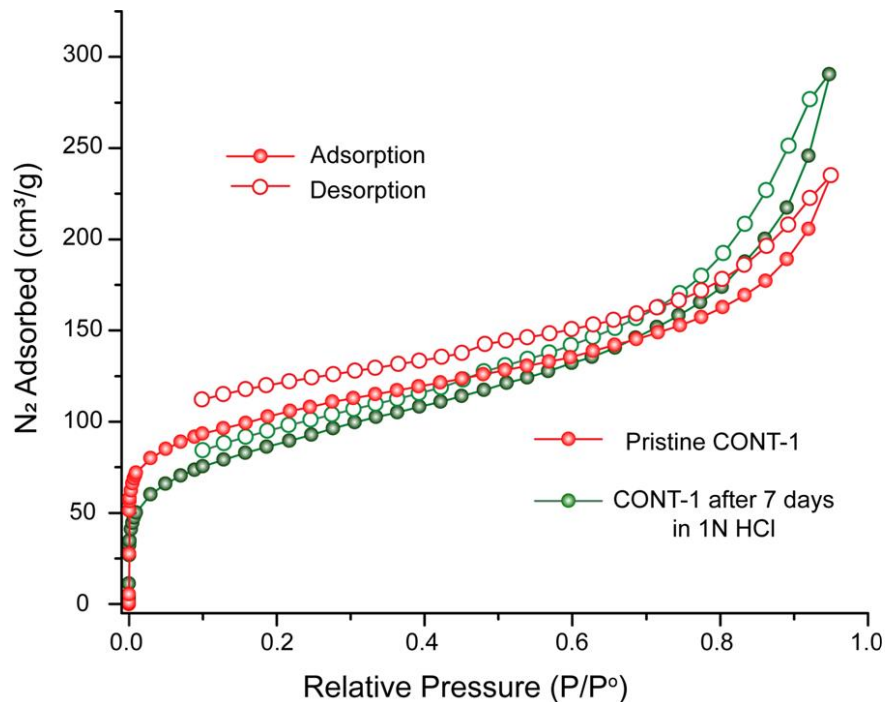 300
250
200
150
100
50
0
N₂ Adsorbed (cm³/g)
Adsorption
Desorption
Pristine CONT-1
CONT-1 after 7 days
in 1N HCl
0.0 0.2 0.4 0.6 0.8 1.0
Relative Pressure (P/Pº)